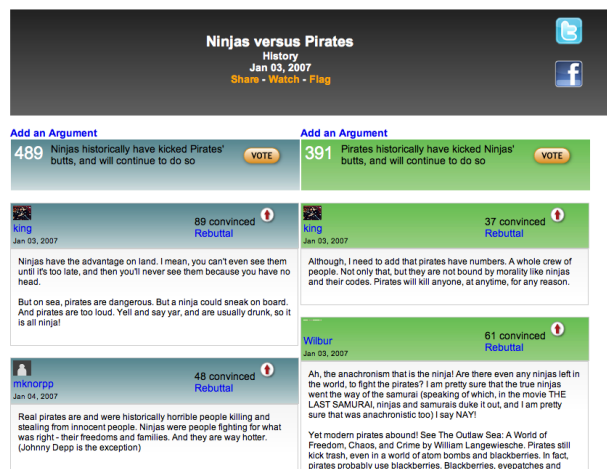 Ninjas versus Pirates
History
Jan 03, 2007
Share - Watch - Flag
Add an Argument
489 Ninjas historically have kicked Pirates'
butts, and will continue to do so
VOTE
king
Jan 03, 2007
89 convinced
Rebuttal
Ninjas have the advantage on land. I mean, you can't even see them
until it's too late, and then you'll never see them because you have no
head.
But on sea, pirates are dangerous. But a ninja could sneak on board.
And pirates are too loud. Yell and say yar, and are usually drunk, so it
is all ninja!
mknorpp
Jan 04, 2007
48 convinced
Rebuttal
Real pirates are and were historically horrible people killing and
stealing from innocent people. Ninjas were people fighting for what
was right - their freedoms and families. And they are way hotter.
(Johnny Depp is the exception)
Add an Argument
391 Pirates historically have kicked Ninjas'
butts, and will continue to do so
VOTE
king
Jan 03, 2007
37 convinced
Rebuttal
Although, I need to add that pirates have numbers. A whole crew of
people. Not only that, but they are not bound by morality like ninjas
and their codes. Pirates will kill anyone, at anytime, for any reason.
Wilbur
Jan 03, 2007
61 convinced
Rebuttal
Ah, the anachronism that is the ninja! Are there even any ninjas left in
the world, to fight the pirates? I am pretty sure that the true ninjas
went the way of the samurai (speaking of which, in the movie THE
LAST SAMURAI, ninjas and samurais duke it out, and I am pretty
sure that was anachronistic too) I say NAY!
Yet modern pirates abound! See The Outlaw Sea: A World of
Freedom, Chaos, and Crime by William Langewiesche. Pirates still
kick trash, even in a world of atom bombs and blackberries. In fact,
pirates probably use blackberries. Blackberries, eyepatches and